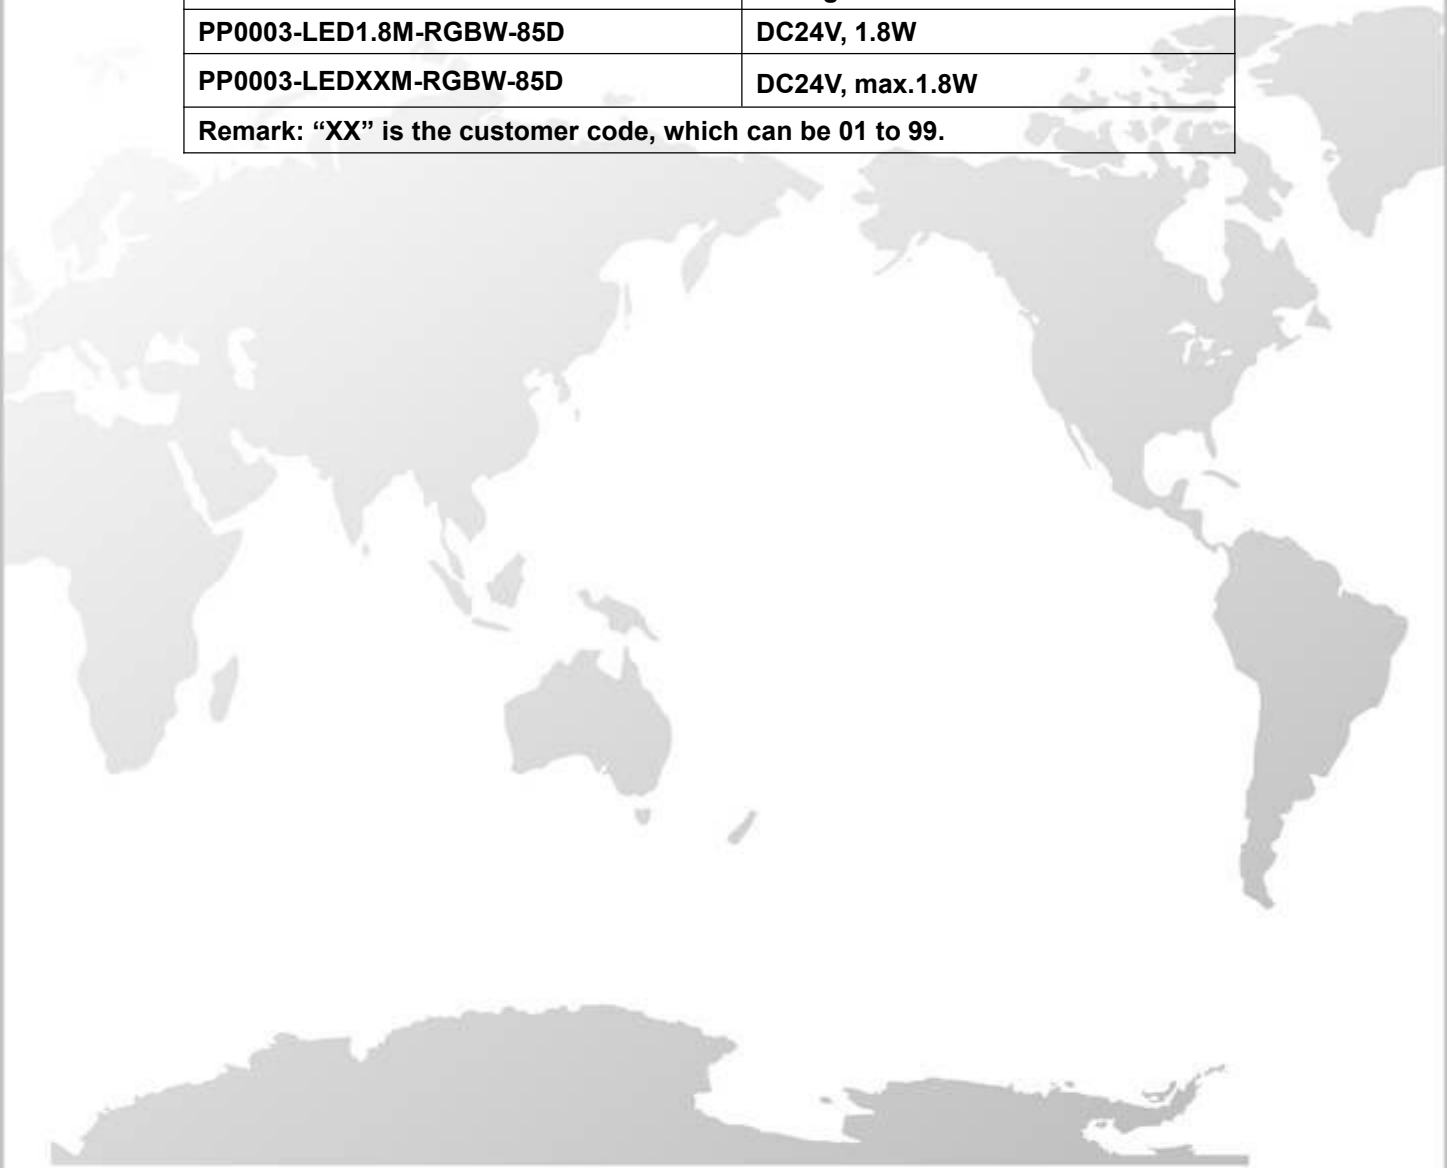 PP0003-LED1.8M-RGBW-85D DC24V, 1.8W
PP0003-LEDXXM-RGBW-85D DC24V, max.1.8W
Remark: “XX” is the customer code, which can be 01 to 99.